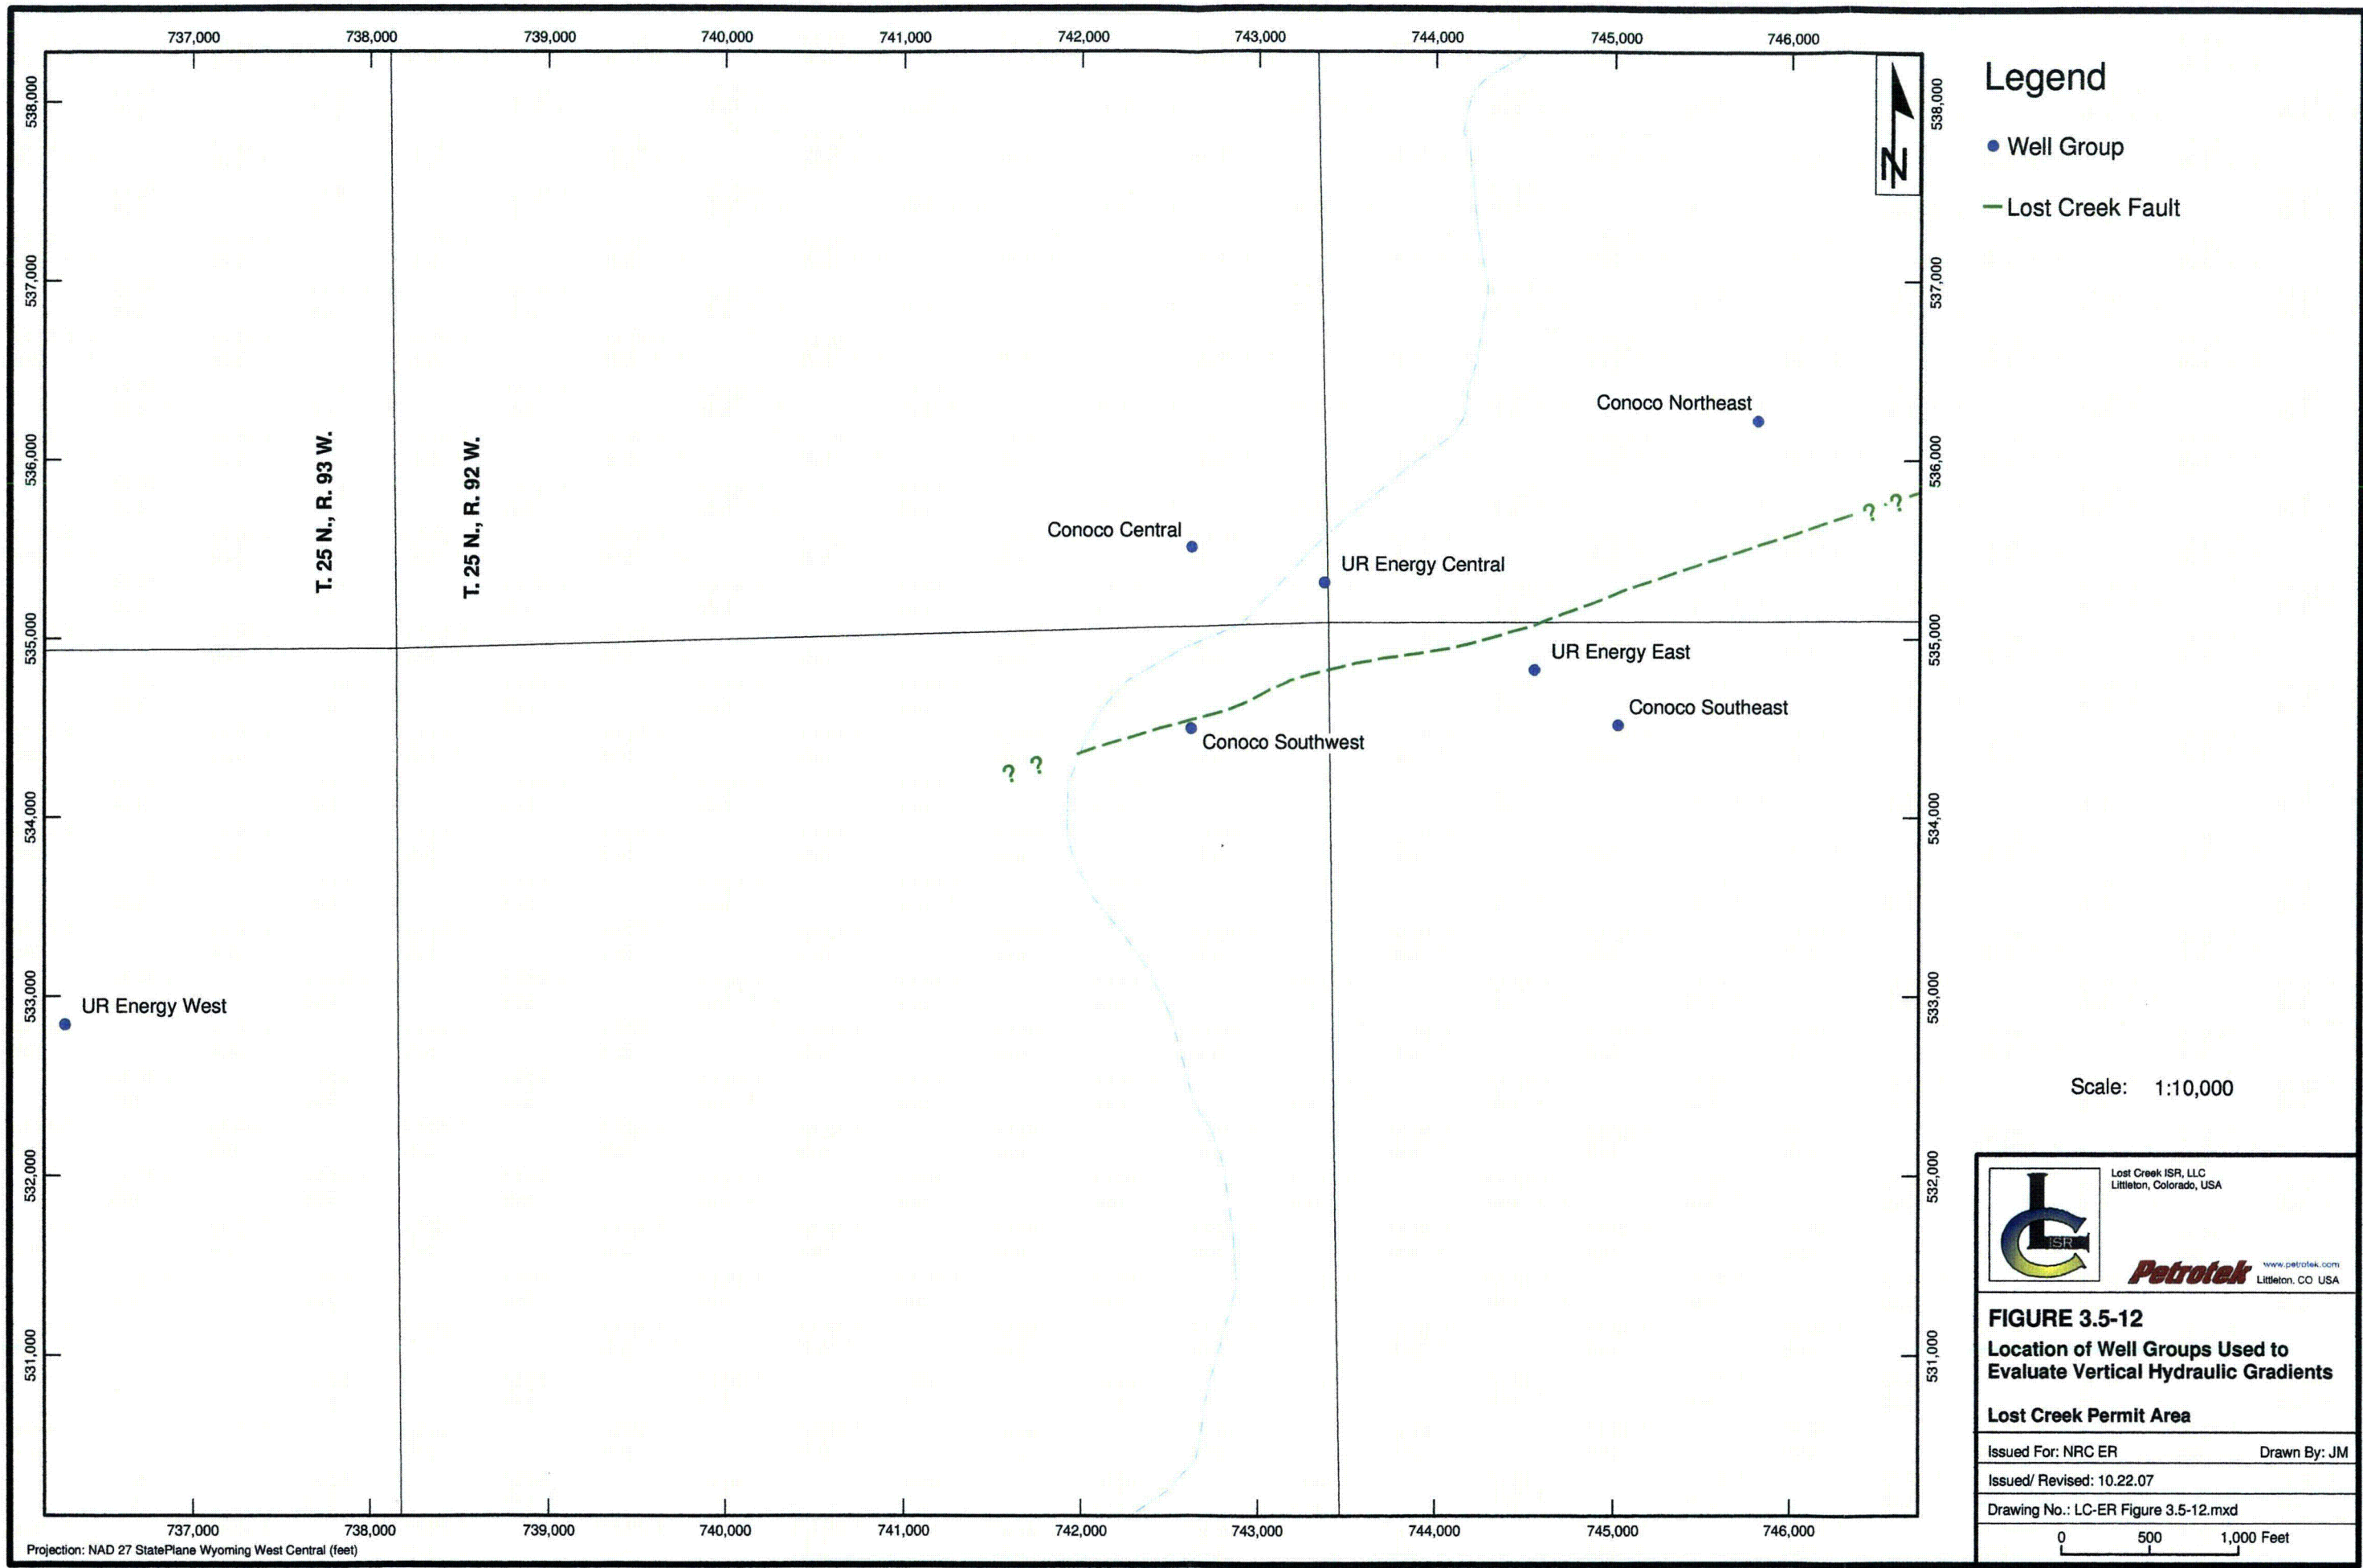 737,000 738,000 739,000 740,000 741,000 742,000 743,000 744,000 745,000 746,000
538,000
537,000
536,000
535,000
534,000
533,000
532,000
531,000
538,000
537,000
536,000
535,000
534,000
533,000
532,000
531,000
N
T. 25 N., R. 93 W.
T. 25 N., R. 92 W.
Conoco Northeast
Conoco Central
UR Energy Central
? ?
UR Energy East
Conoco Southeast
Conoco Southwest
? ?
UR Energy West
737,000 738,000 739,000 740,000 741,000 742,000 743,000 744,000 745,000 746,000
Projection: NAD 27 StatePlane Wyoming West Central (feet)
Legend
Well Group
Lost Creek Fault
Scale: 1:10,000
LC ISR
Lost Creek ISR, LLC
Littleton, Colorado, USA
Petrotek
www.petrotek.com
Littleton. CO USA
FIGURE 3.5-12
Location of Well Groups Used to
Evaluate Vertical Hydraulic Gradients
Lost Creek Permit Area
Issued For: NRC ER Drawn By: JM
Issued/ Revised: 10.22.07
Drawing No.: LC-ER Figure 3.5-12.mxd
0 500 1,000 Feet